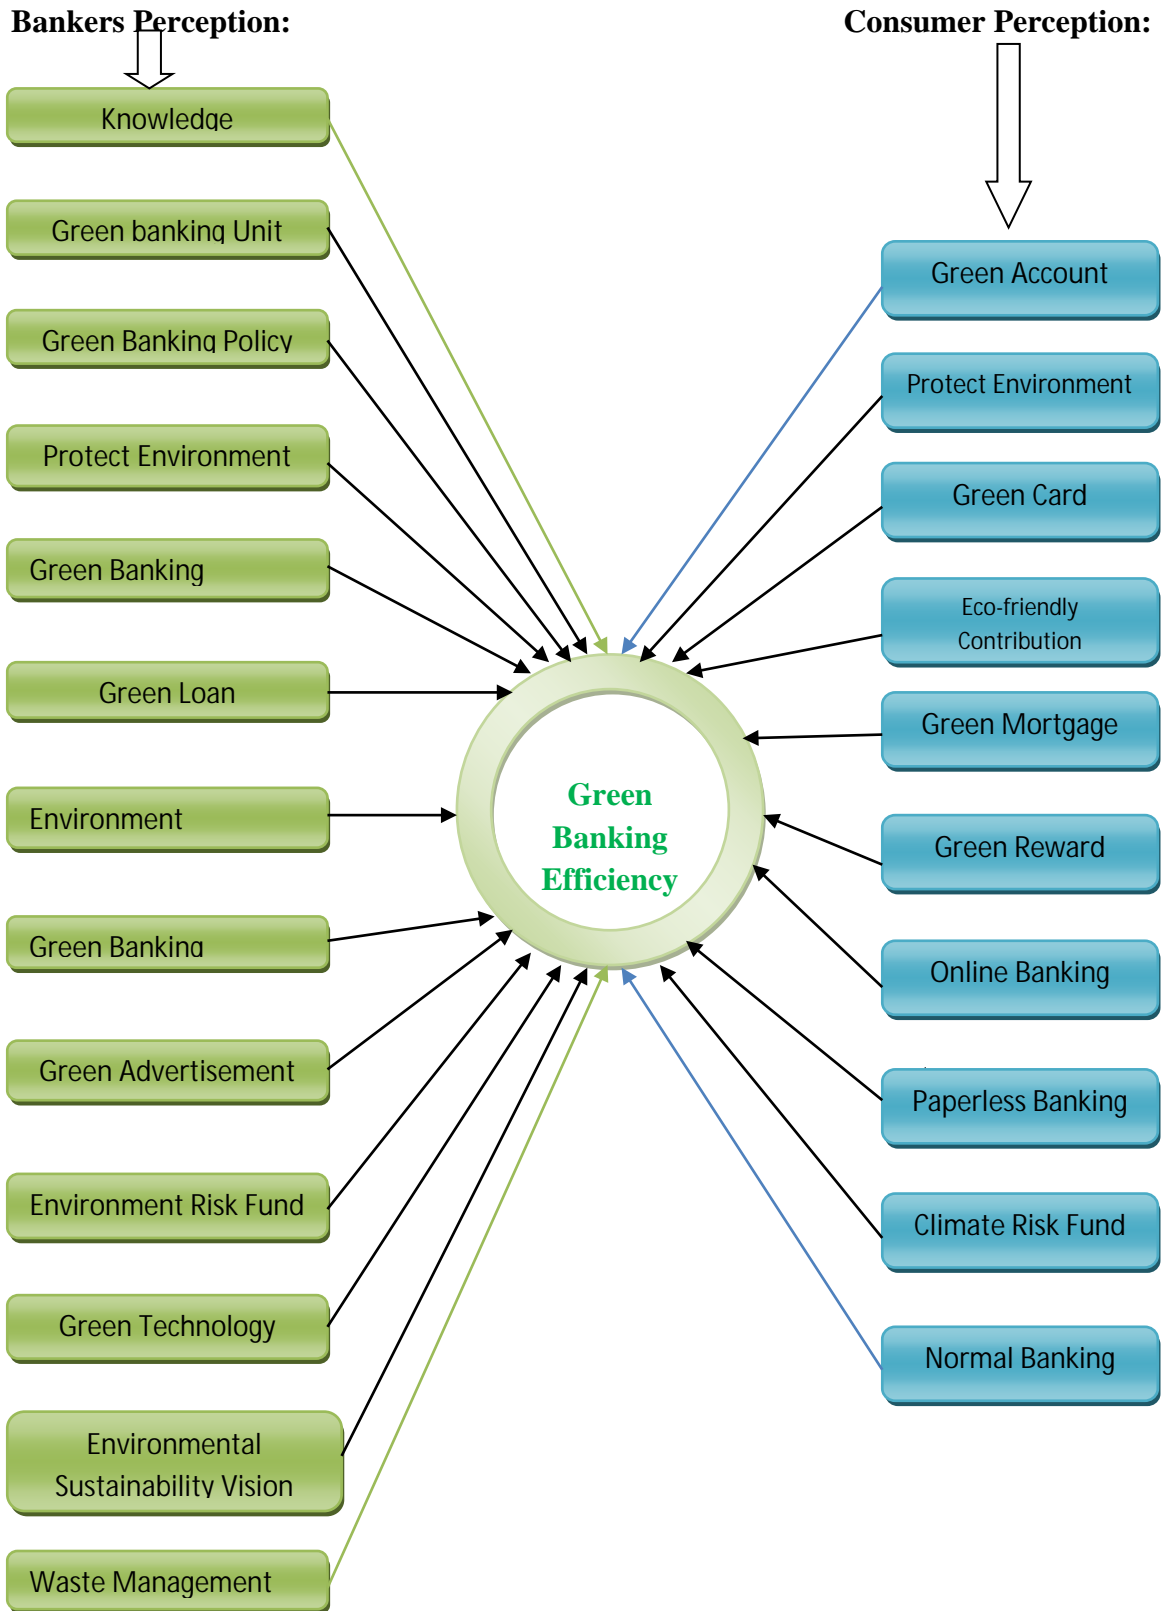 Bankers Perception:
Knowledge
Green banking Unit
Green Banking Policy
Protect Environment
Green Banking
Green Loan
Environment
Green Banking
Green Advertisement
Environment Risk Fund
Green Technology
Environmental
Sustainability Vision
Waste Management
Green
Banking
Efficiency
Consumer Perception:
Green Account
Protect Environment
Green Card
Eco-friendly
Contribution
Green Mortgage
Green Reward
Online Banking
Paperless Banking
Climate Risk Fund
Normal Banking